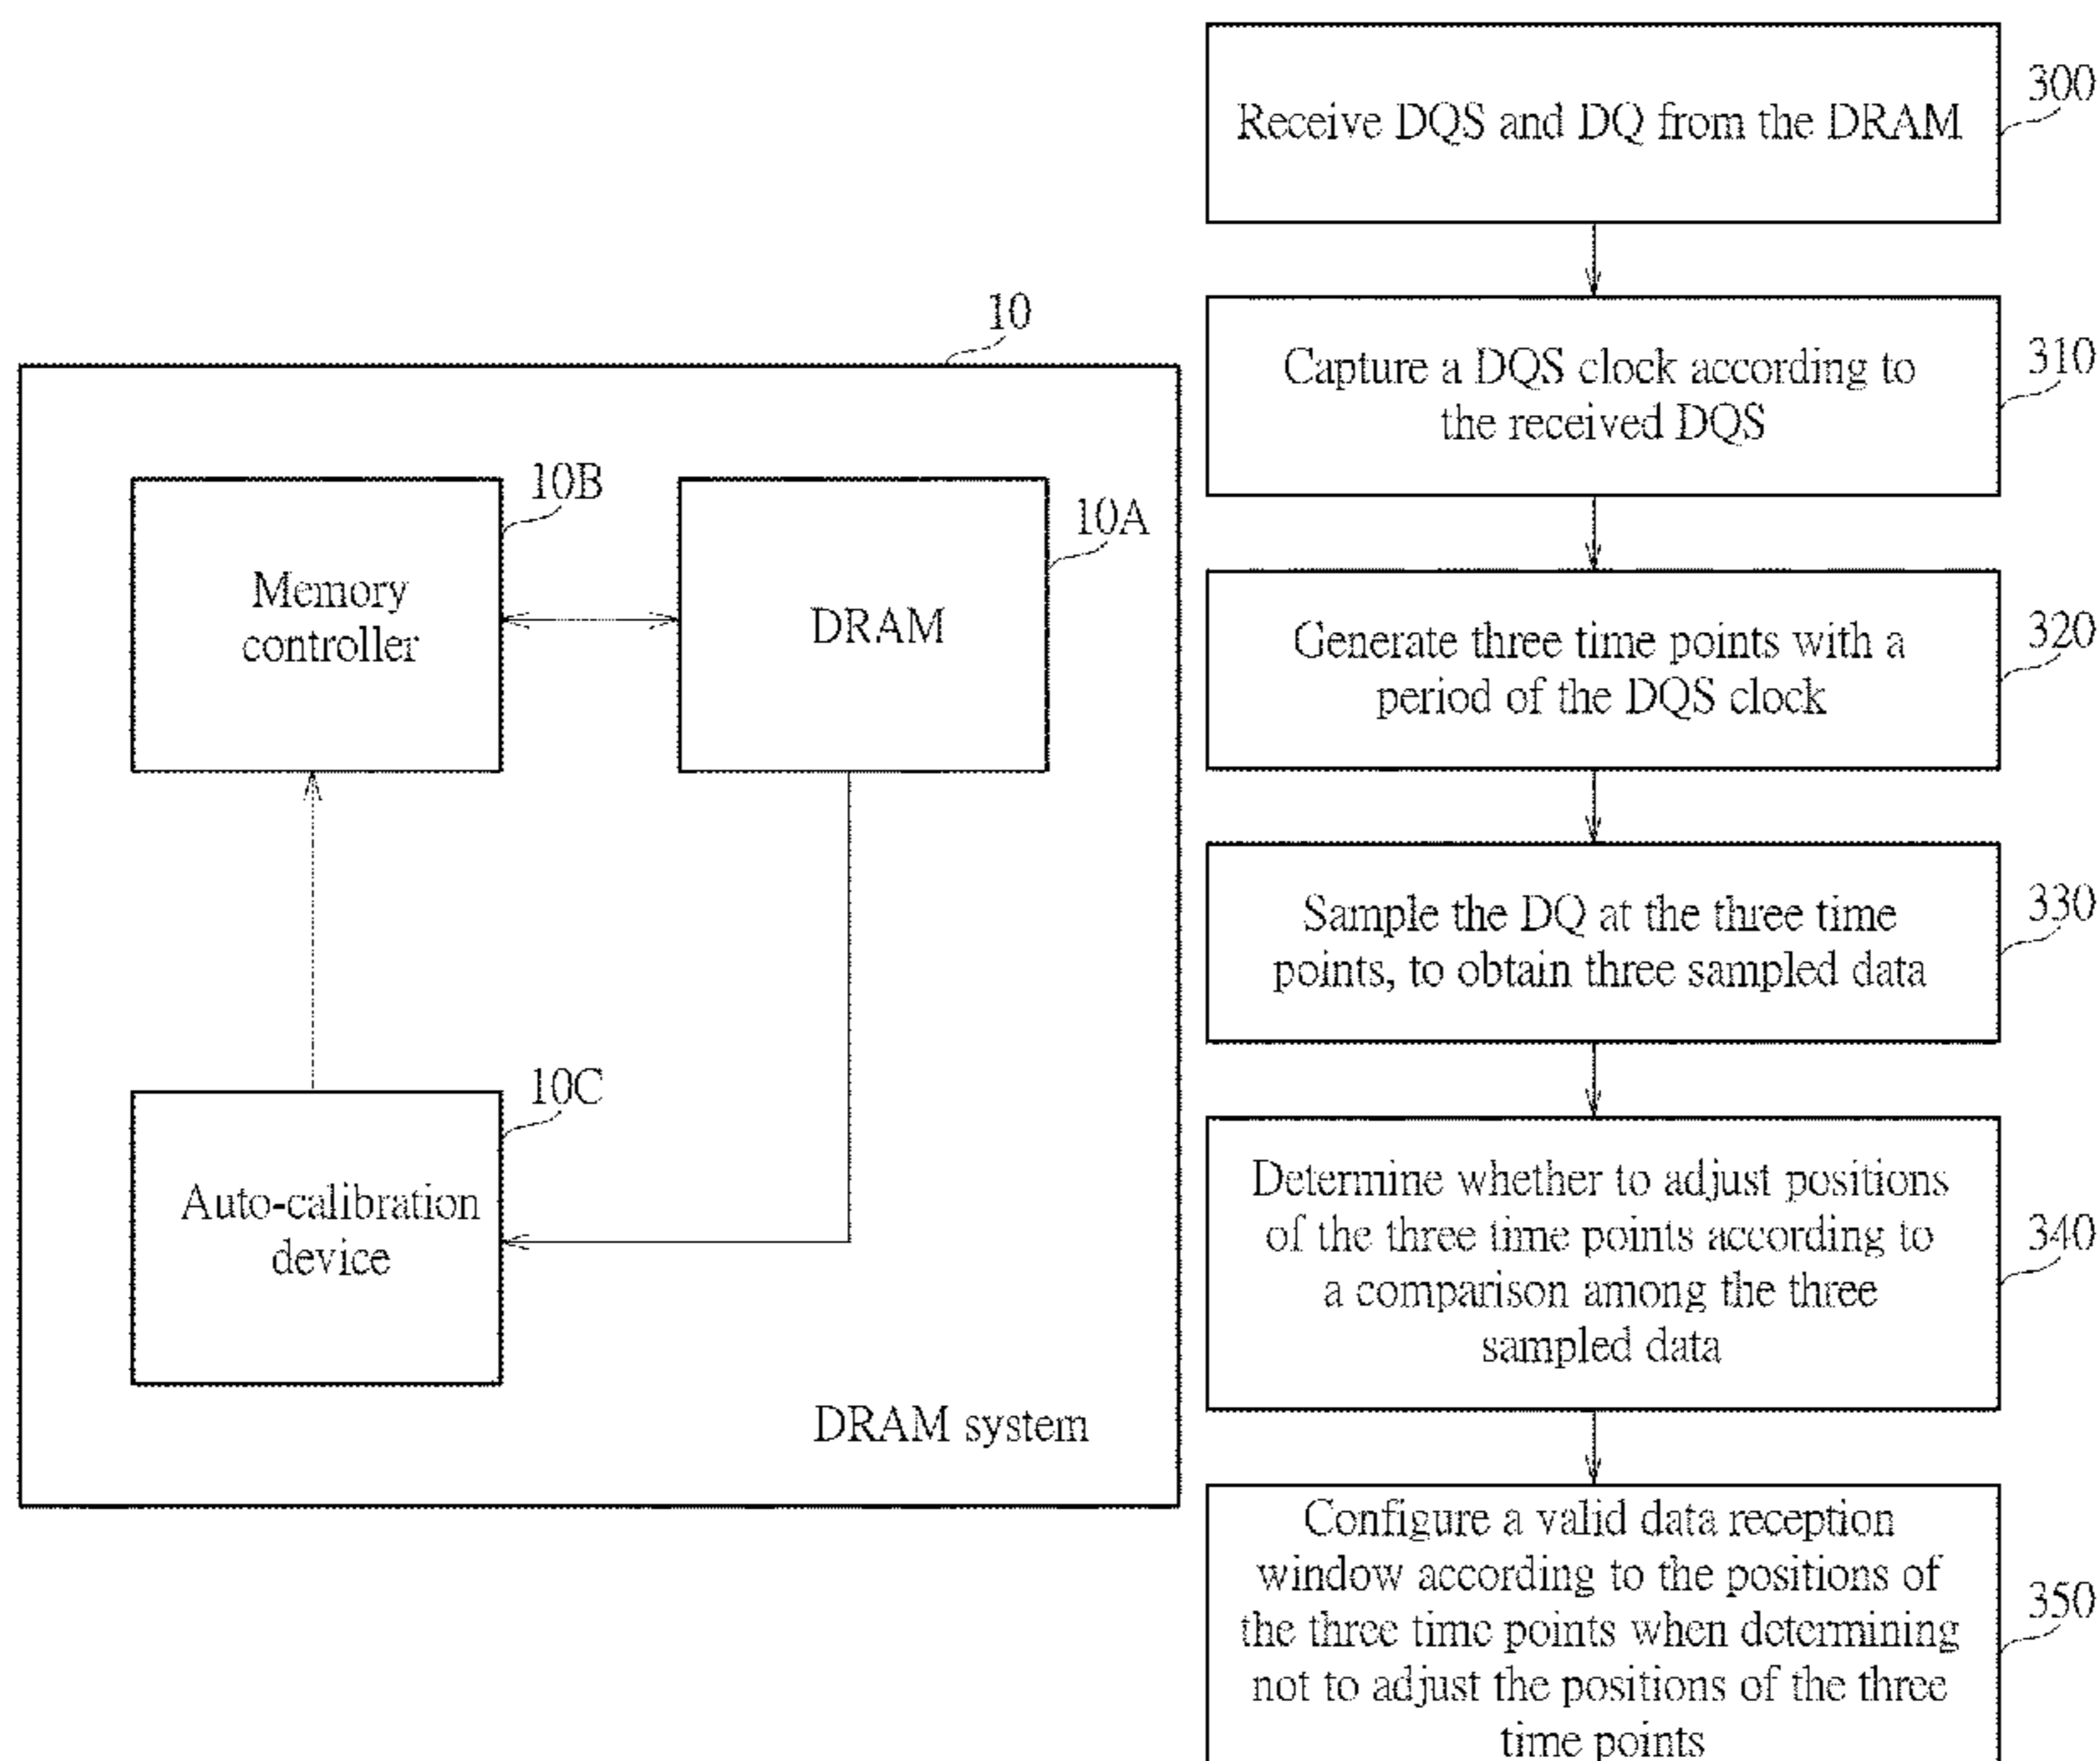 10
10B
Memory
controller
10A
DRAM
10C
Auto-calibration
device
DRAM system
Receive DQS and DQ from the DRAM
300
Capture a DQS clock according to
the received DQS
310
Generate three time points with a
period of the DQS clock
320
Sample the DQ at the three time
points, to obtain three sampled data
330
Determine whether to adjust positions
of the three time points according to
a comparison among the three
sampled data
340
Configure a valid data reception
window according to the positions of
the three time points when determining
not to adjust the positions of the three
time points
350